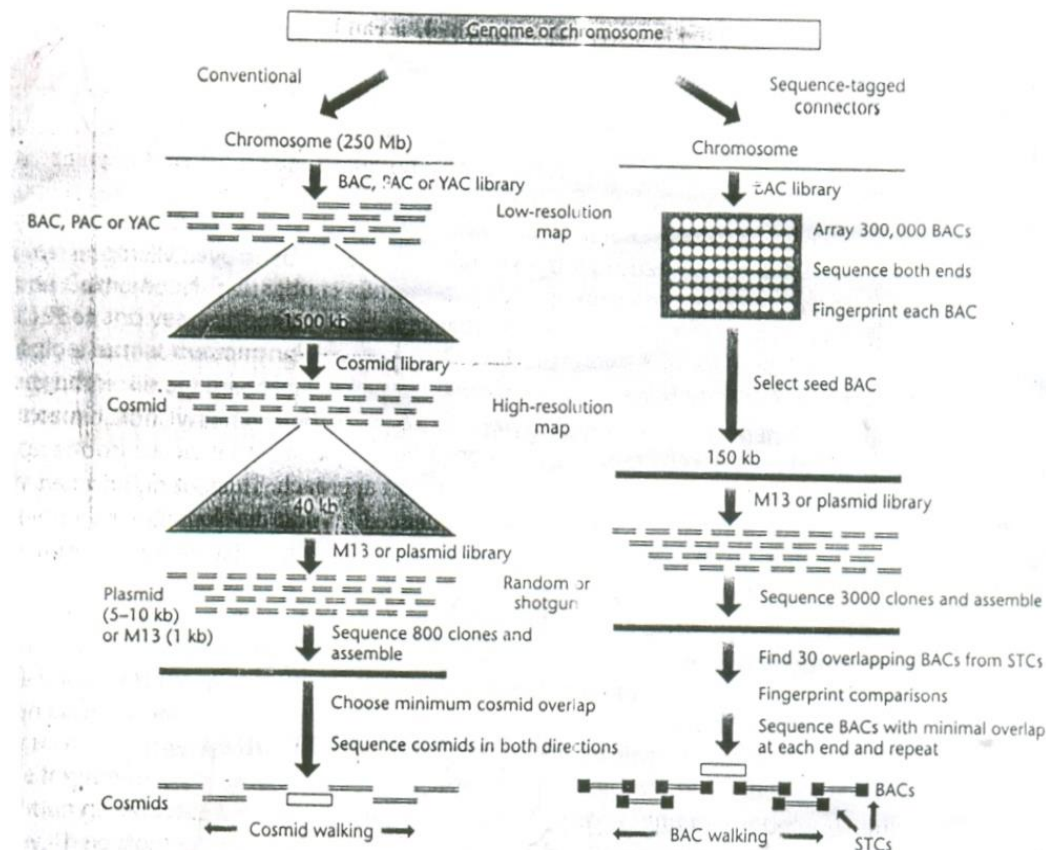 Genome or chromosome
Conventional
Sequence-tagged
connectors
Chromosome (250 Mb)
Chromosome
BAC, PAC or YAC library
BAC library
BAC, PAC or YAC
Low-resolution
map
Array 300,000 BACs
Sequence both ends
Fingerprint each BAC
1500 kb
Cosmid library
Select seed BAC
Cosmid
High-resolution
map
150 kb
40 kb
M13 or plasmid library
M13 or plasmid library
Random or
shotgun
Plasmid
(5–10 kb)
or M13 (1 kb)
Sequence 3000 clones and assemble
Sequence 800 clones and
assemble
Find 30 overlapping BACs from STCs
Choose minimum cosmid overlap
Fingerprint comparisons
Sequence cosmids in both directions
Sequence BACs with minimal overlap
at each end and repeat
BACs
Cosmids
Cosmid walking
BAC walking
STCs